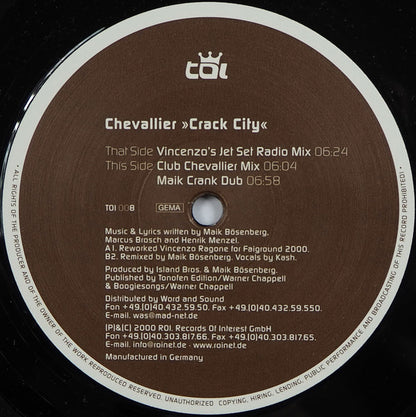 tol
Chevallier »Crack City«
That Side Vincenzo's Jet Set Radio Mix 06:24
This Side Club Chevallier Mix 06:04
Maik Crank Dub 06:58
TOI 008 GEMA
Music & Lyrics written by Maik Bösenberg,
Marcus Brosch and Henrik Menzel.
A1. Reworked Vincenzo Ragone for Faiground 2000.
B2. Remixed by Maik Bösenberg. Vocals by Kash.
Produced by Island Bros. & Maik Bösenberg.
Published by Tonofen Edition/Warner Chappell
& Boogiesongs/Warner Chappell
Distributed by Word and Sound
Fon +49.(0)40.432.59.50. Fax +49.(0)40.432.59.550.
E-mail. was@mad-net.de
(P)&(C) 2000 ROI. Records Of Interest GmbH
Fon +49.(0)40.303.817.66. Fax +49.(0)40.303.817.65.
E-mail. info@roinet.de · www.roinet.de
Manufactured in Germany
· ALL RIGHTS OF THE PRODUCER AND OF THE OWNER OF THE WORK REPRODUCED RESERVED. UNAUTHORIZED COPYING, HIRING, LENDING, PUBLIC PERFORMANCE AND BROADCASTING OF THIS RECORD PROHIBITED! ·